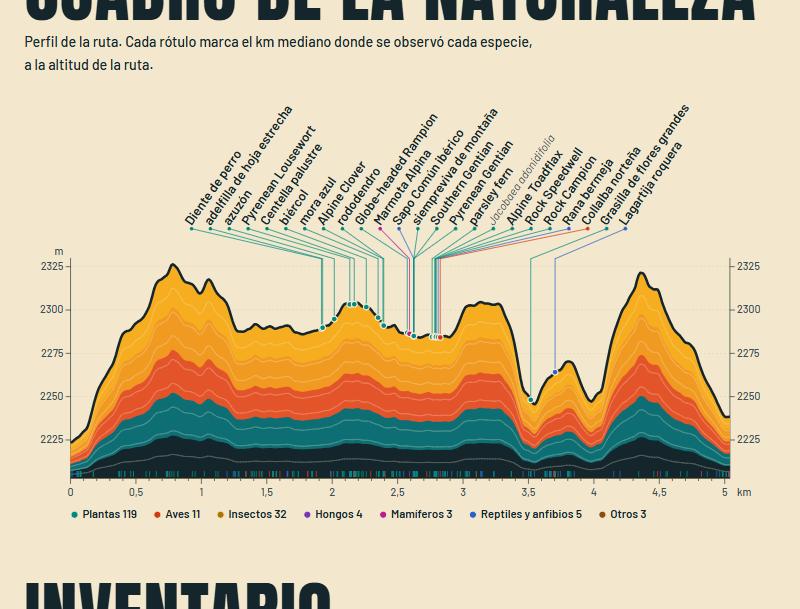 CUADRO DE LA NATURALEZA
Perfil de la ruta. Cada rótulo marca el km mediano donde se observó cada especie,
a la altitud de la ruta.
Diente de perro
adelfilla de hoja estrecha
azuzón
Pyrenean Lousewort
Centella palustre
biércol
mora azul
Alpine Clover
rododendro
Globe-headed Rampion
Marmota Alpina
Sapo Común ibérico
siempreviva de montaña
Southern Gentian
Pyrenean Gentian
parsley fern
Jacobaea adonidifolia
Alpine Toadflax
Rock Speedwell
Rock Campion
Rana bermeja
Collalba norteña
Grasilla de flores grandes
Lagartija roquera
m
2325 2325
2300 2300
2275 2275
2250 2250
2225 2225
0 0,5 1 1,5 2 2,5 3 3,5 4 4,5 5 km
Plantas 119 Aves 11 Insectos 32 Hongos 4 Mamíferos 3 Reptiles y anfibios 5 Otros 3
INVENTARIO